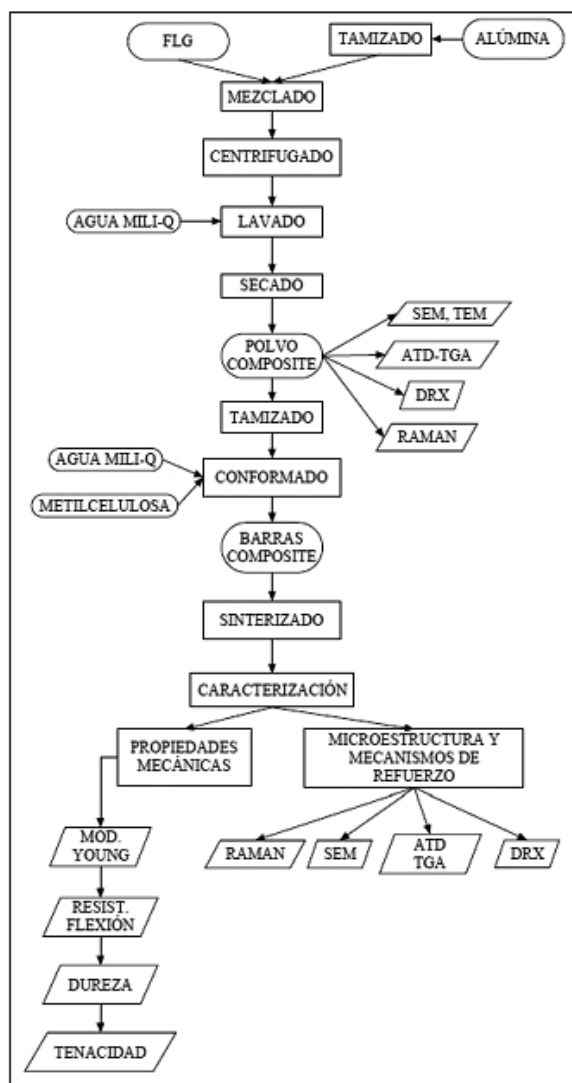 FLG
TAMIZADO
ALÚMINA
MEZCLADO
CENTRIFUGADO
AGUA MILI-Q
LAVADO
SECADO
POLVO
COMPOSITE
SEM, TEM
ATD-TGA
DRX
RAMAN
TAMIZADO
AGUA MILI-Q
METILCELULOSA
CONFORMADO
BARRAS
COMPOSITE
SINTERIZADO
CARACTERIZACIÓN
PROPIEDADES
MECÁNICAS
MICROESTRUCTURA Y
MECANISMOS DE
REFUERZO
MOD.
YOUNG
RAMAN
SEM
ATD
TGA
DRX
RESIST.
FLEXIÓN
DUREZA
TENACIDAD